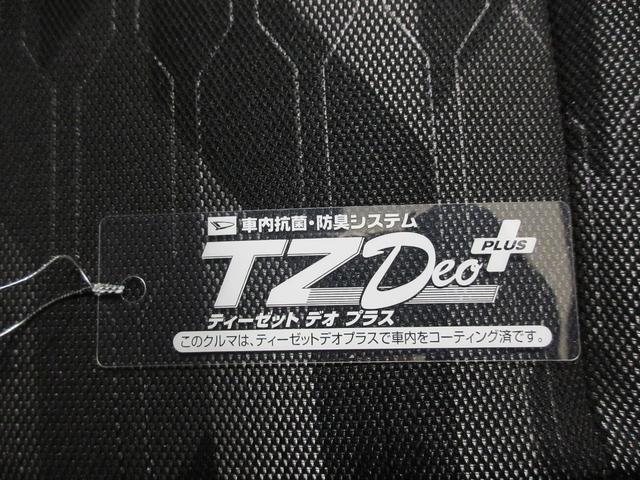 車内抗菌・防臭システム
TZ Deo PLUS
ティーゼット デオ プラス
このクルマは、ティーゼットデオプラスで車内をコーティング済です。